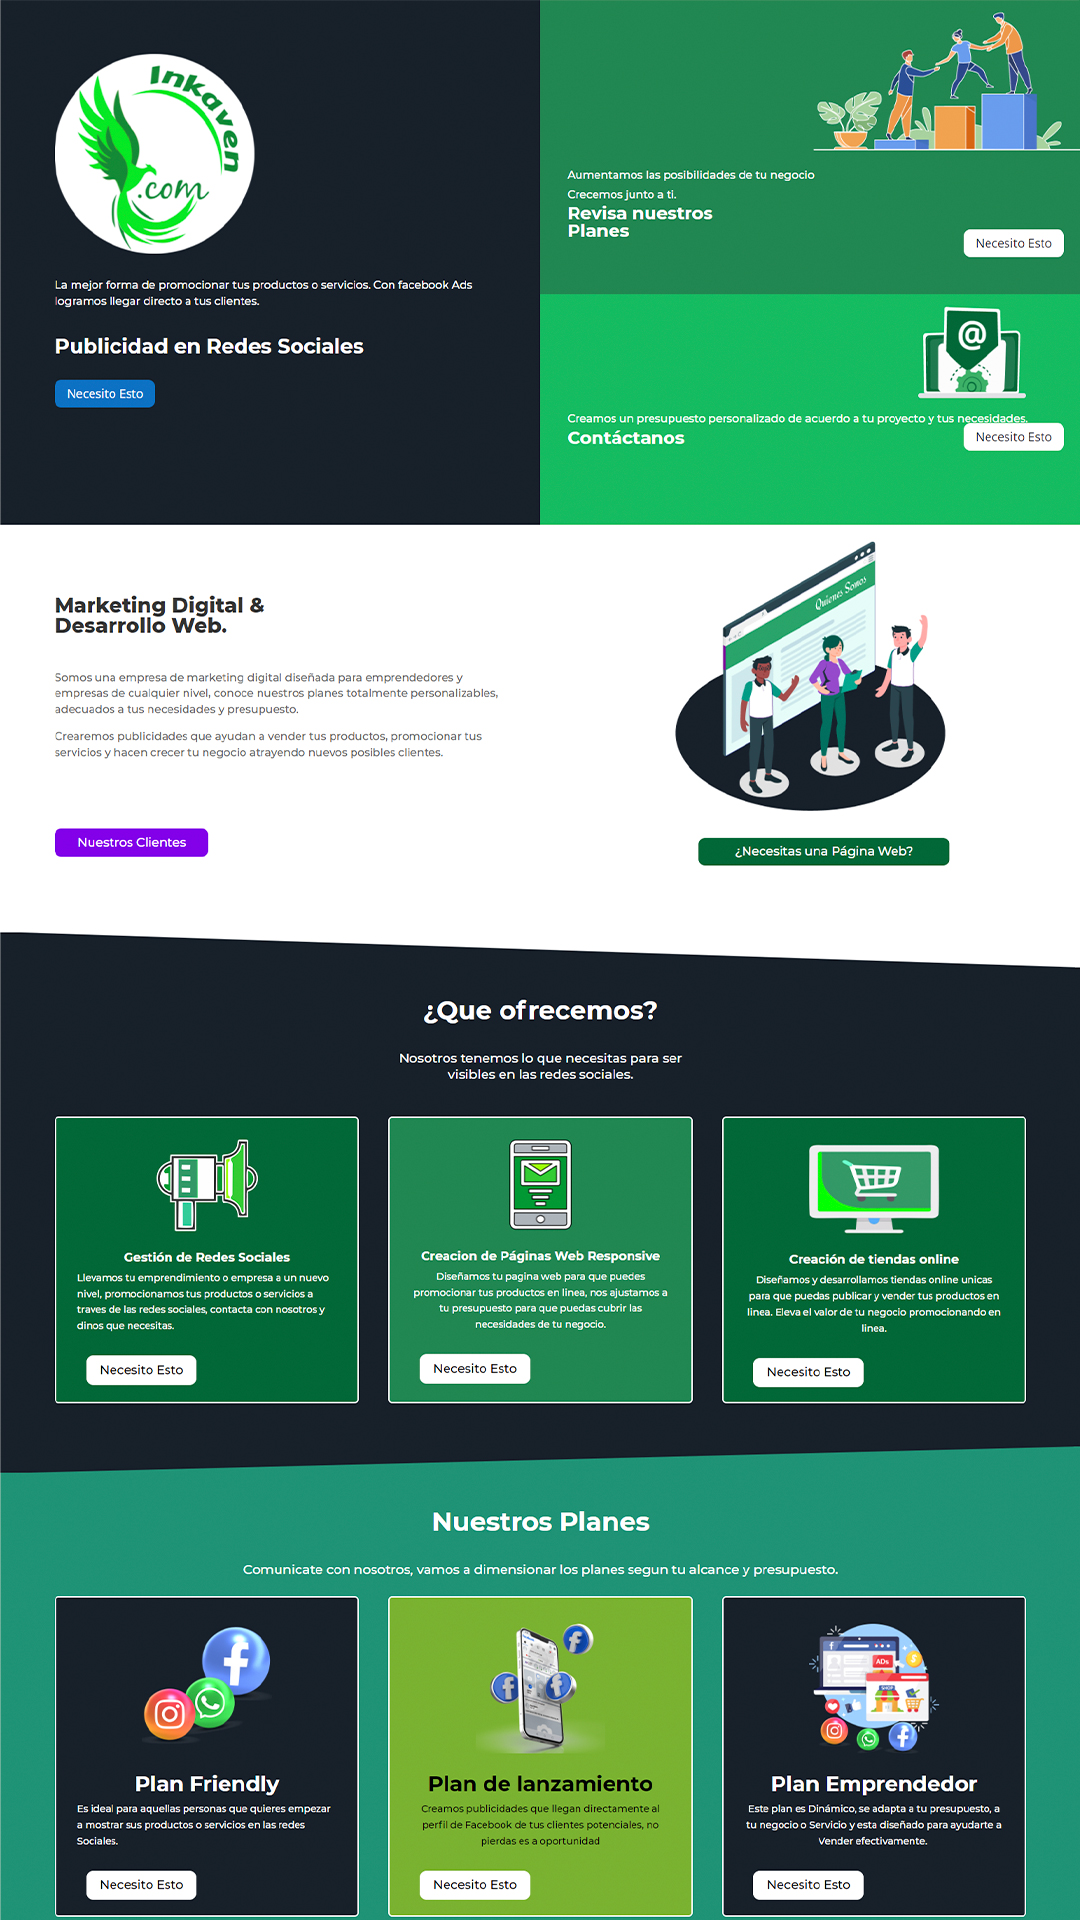 Inkaven
.com
La mejor forma de promocionar tus productos o servicios. Con facebook Ads
logramos llegar directo a tus clientes.
Publicidad en Redes Sociales
Necesito Esto
Aumentamos las posibilidades de tu negocio
Crecemos junto a ti.
Revisa nuestros
Planes
Necesito Esto
@
Creamos un presupuesto personalizado de acuerdo a tu proyecto y tus necesidades.
Contáctanos
Necesito Esto
Marketing Digital &
Desarrollo Web.
Somos una empresa de marketing digital diseñada para emprendedores y
empresas de cualquier nivel, conoce nuestros planes totalmente personalizables,
adecuados a tus necesidades y presupuesto.
Crearemos publicidades que ayudan a vender tus productos, promocionar tus
servicios y hacen crecer tu negocio atrayendo nuevos posibles clientes.
Nuestros Clientes
Quienes Somos
¿Necesitas una Página Web?
¿Que ofrecemos?
Nosotros tenemos lo que necesitas para ser
visibles en las redes sociales.
Gestión de Redes Sociales
Llevamos tu emprendimiento o empresa a un nuevo
nivel, promocionamos tus productos o servicios a
traves de las redes sociales, contacta con nosotros y
dinos que necesitas.
Necesito Esto
Creacion de Páginas Web Responsive
Diseñamos tu pagina web para que puedes
promocionar tus productos en linea, nos ajustamos a
tu presupuesto para que puedas cubrir las
necesidades de tu negocio.
Necesito Esto
Creación de tiendas online
Diseñamos y desarrollamos tiendas online unicas
para que puedas publicar y vender tus productos en
linea. Eleva el valor de tu negocio promocionando en
linea.
Necesito Esto
Nuestros Planes
Comunicate con nosotros, vamos a dimensionar los planes segun tu alcance y presupuesto.
Plan Friendly
Es ideal para aquellas personas que quieres empezar
a mostrar sus productos o servicios en las redes
Sociales.
Necesito Esto
Plan de lanzamiento
Creamos publicidades que llegan directamente al
perfil de Facebook de tus clientes potenciales, no
pierdas es a oportunidad
Necesito Esto
ADs
SHOP
Plan Emprendedor
Este plan es Dinámico, se adapta a tu presupuesto, a
tu negocio o Servicio y esta diseñado para ayudarte a
Vender efectivamente.
Necesito Esto